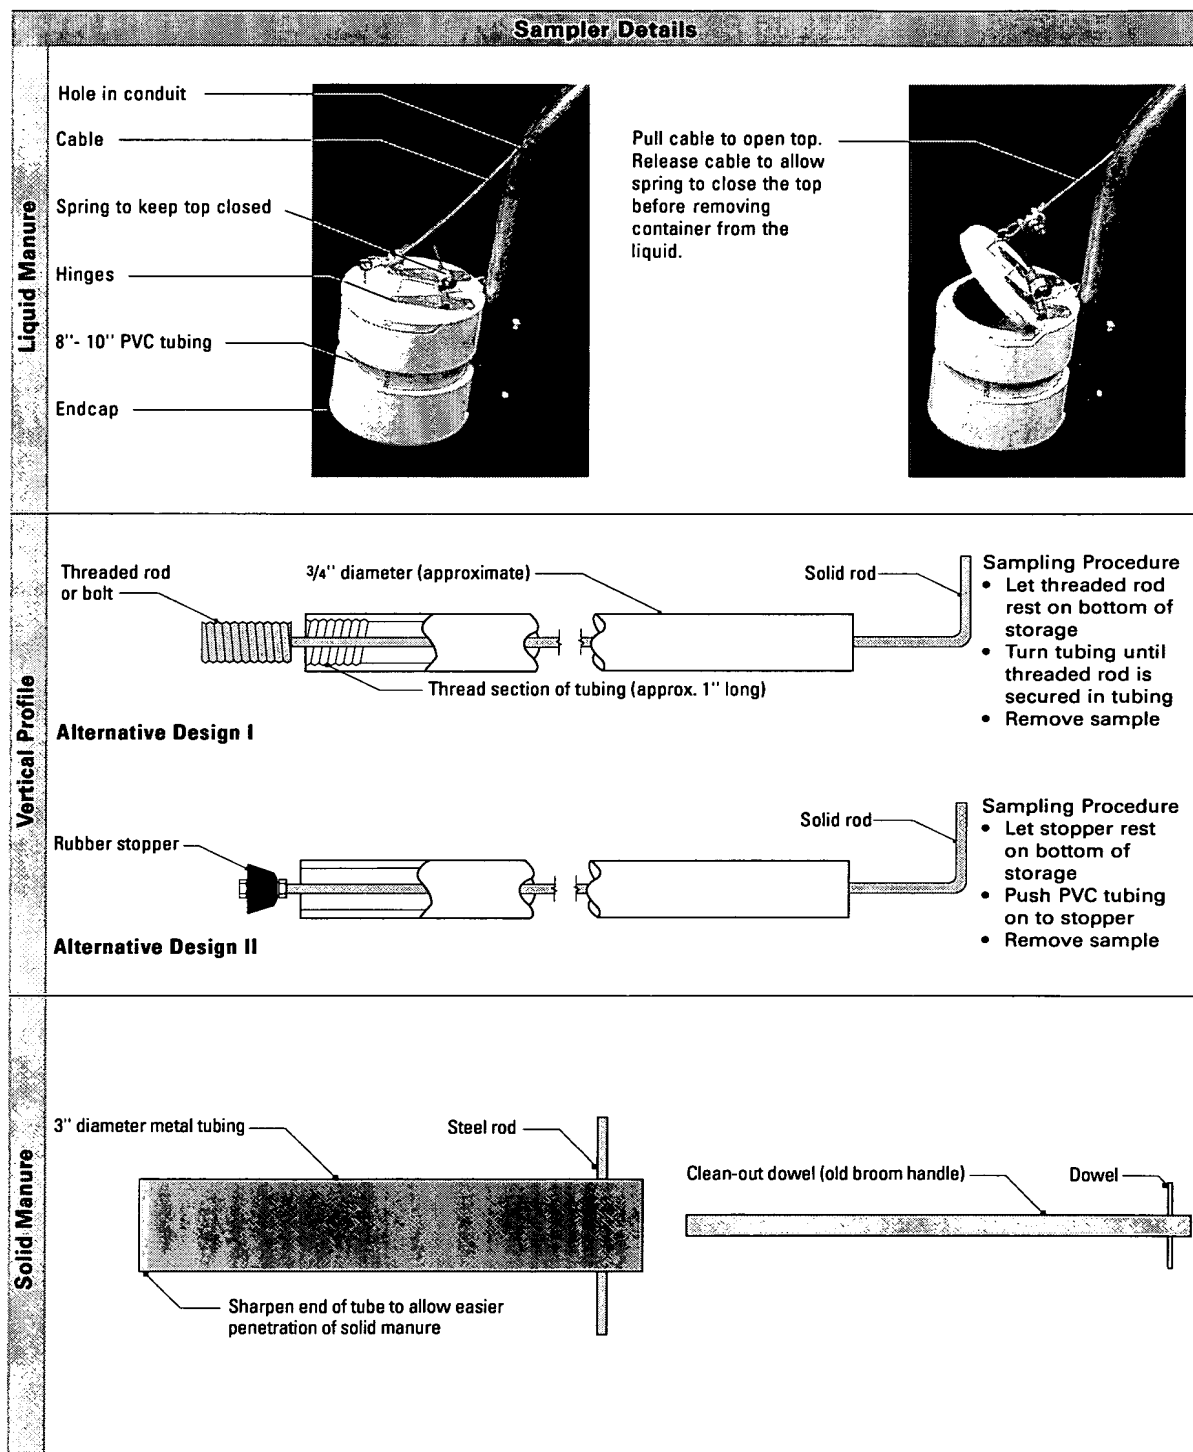 Sampler Details
Liquid Manure
Hole in conduit
Cable
Spring to keep top closed
Hinges
8"- 10" PVC tubing
Endcap
Pull cable to open top.
Release cable to allow
spring to close the top
before removing
container from the
liquid.
Vertical Profile
Threaded rod
or bolt
3/4" diameter (approximate)
Solid rod
Thread section of tubing (approx. 1" long)
Alternative Design I
Sampling Procedure
• Let threaded rod
rest on bottom of
storage
• Turn tubing until
threaded rod is
secured in tubing
• Remove sample
Rubber stopper
Solid rod
Alternative Design II
Sampling Procedure
• Let stopper rest
on bottom of
storage
• Push PVC tubing
on to stopper
• Remove sample
Solid Manure
3" diameter metal tubing
Steel rod
Sharpen end of tube to allow easier
penetration of solid manure
Clean-out dowel (old broom handle)
Dowel